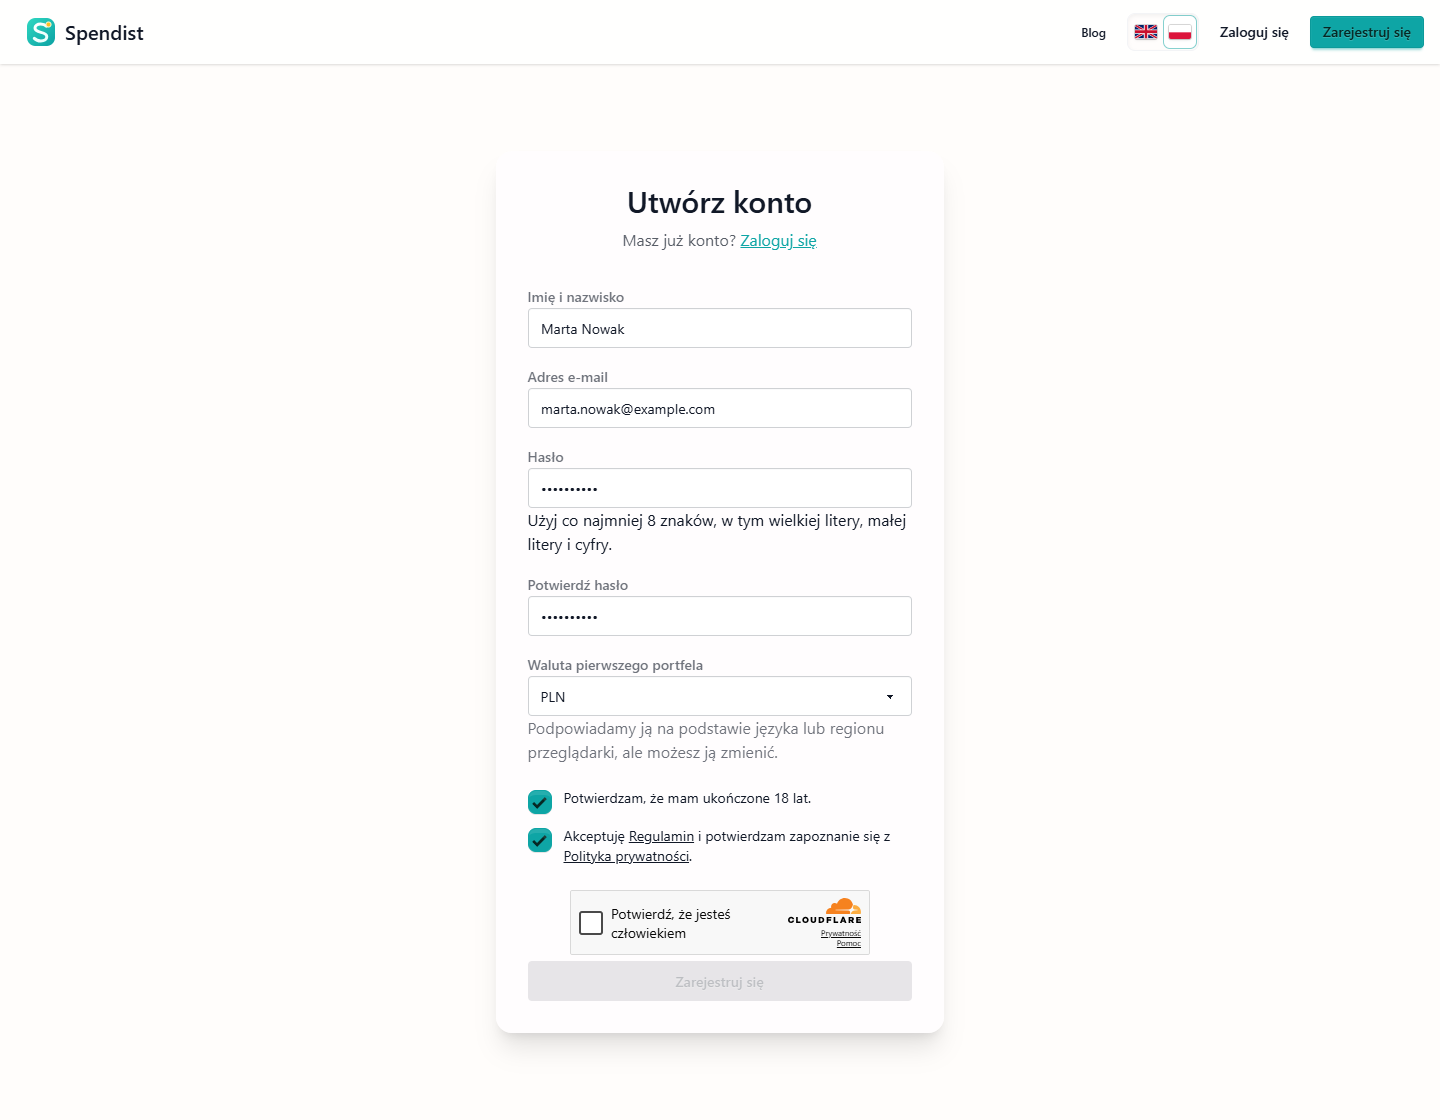 Spendist
Blog
Zaloguj się
Zarejestruj się
Utwórz konto
Masz już konto? Zaloguj się
Imię i nazwisko
Marta Nowak
Adres e-mail
marta.nowak@example.com
Hasło
••••••••••
Użyj co najmniej 8 znaków, w tym wielkiej litery, małej
litery i cyfry.
Potwierdź hasło
••••••••••
Waluta pierwszego portfela
PLN
Podpowiadamy ją na podstawie języka lub regionu
przeglądarki, ale możesz ją zmienić.
Potwierdzam, że mam ukończone 18 lat.
Akceptuję Regulamin i potwierdzam zapoznanie się z
Polityka prywatności.
Potwierdź, że jesteś
człowiekiem
CLOUDFLARE
Prywatność
Pomoc
Zarejestruj się